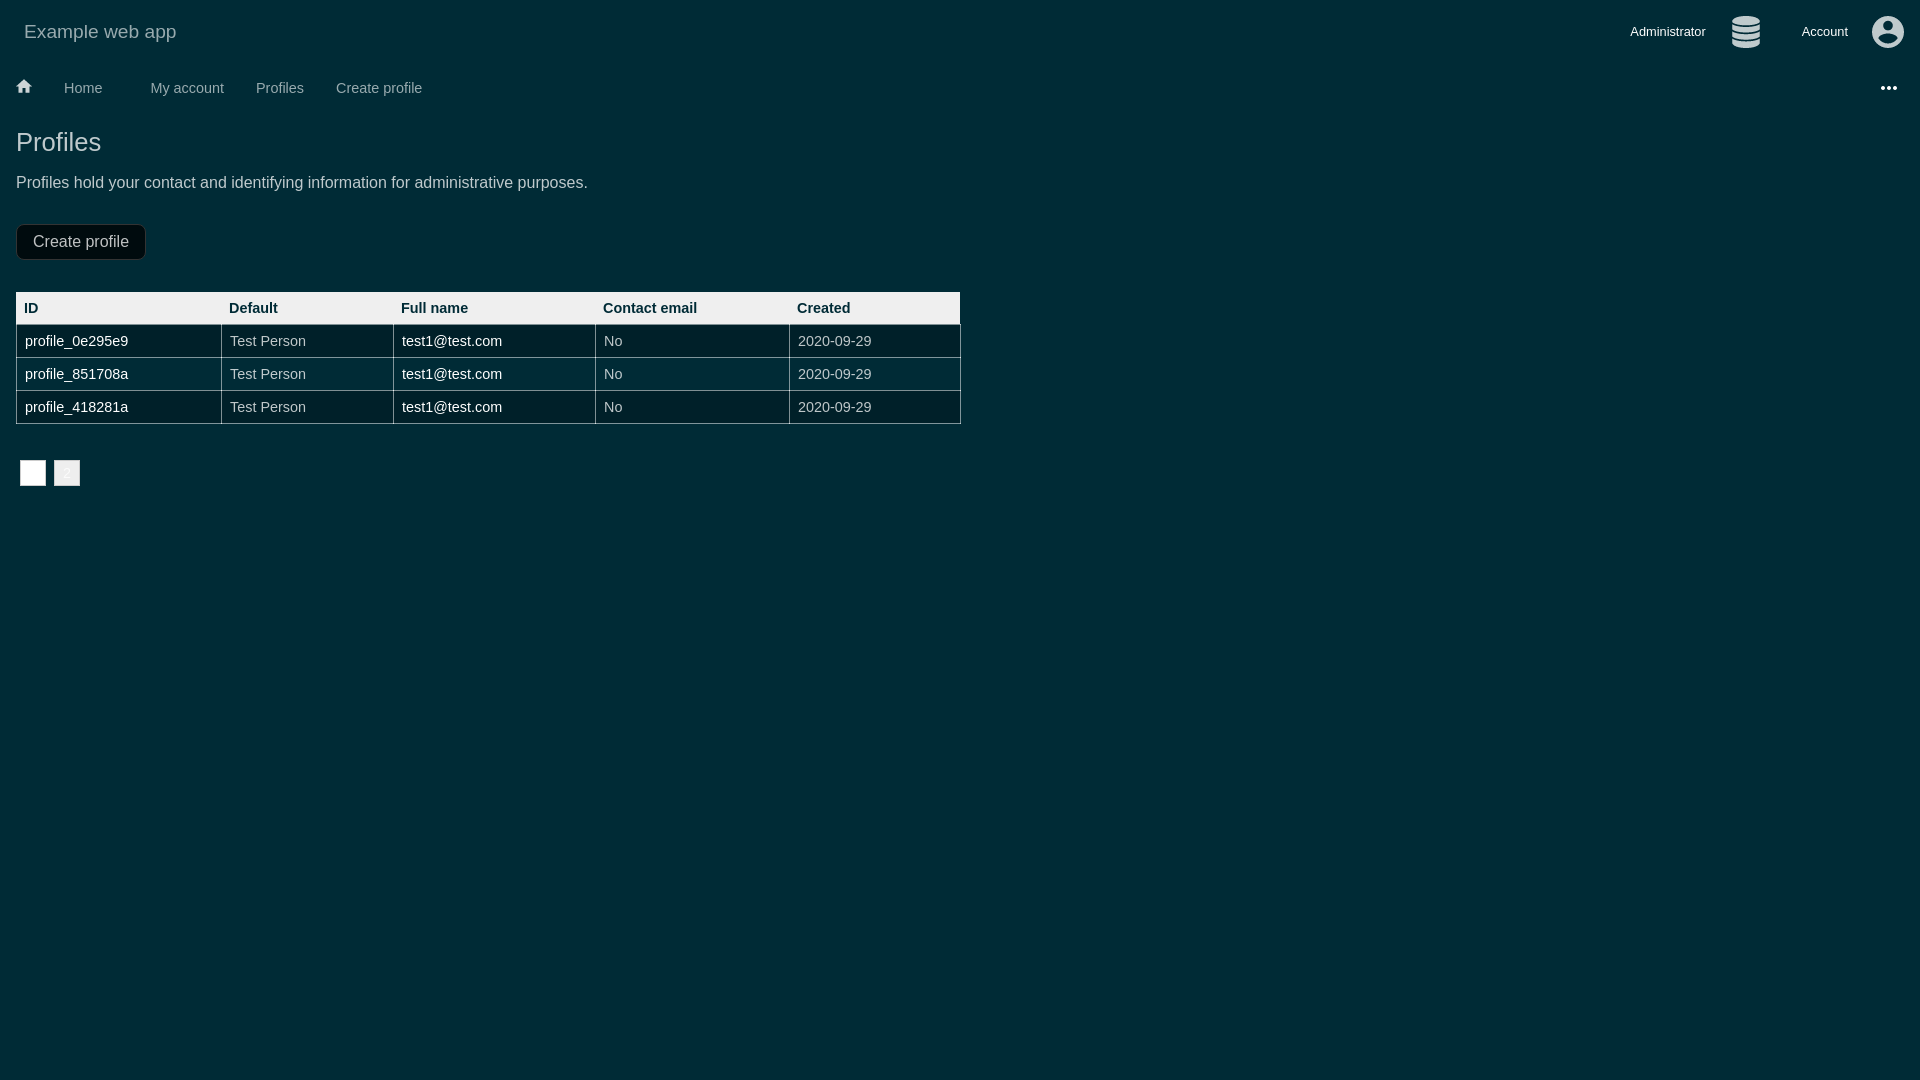 Example web app
Administrator
Account
Home
My account
Profiles
Create profile
Profiles
Profiles hold your contact and identifying information for administrative purposes.
Create profile
ID Default Full name Contact email Created
profile_0e295e9 Test Person test1@test.com No 2020-09-29
profile_851708a Test Person test1@test.com No 2020-09-29
profile_418281a Test Person test1@test.com No 2020-09-29
2